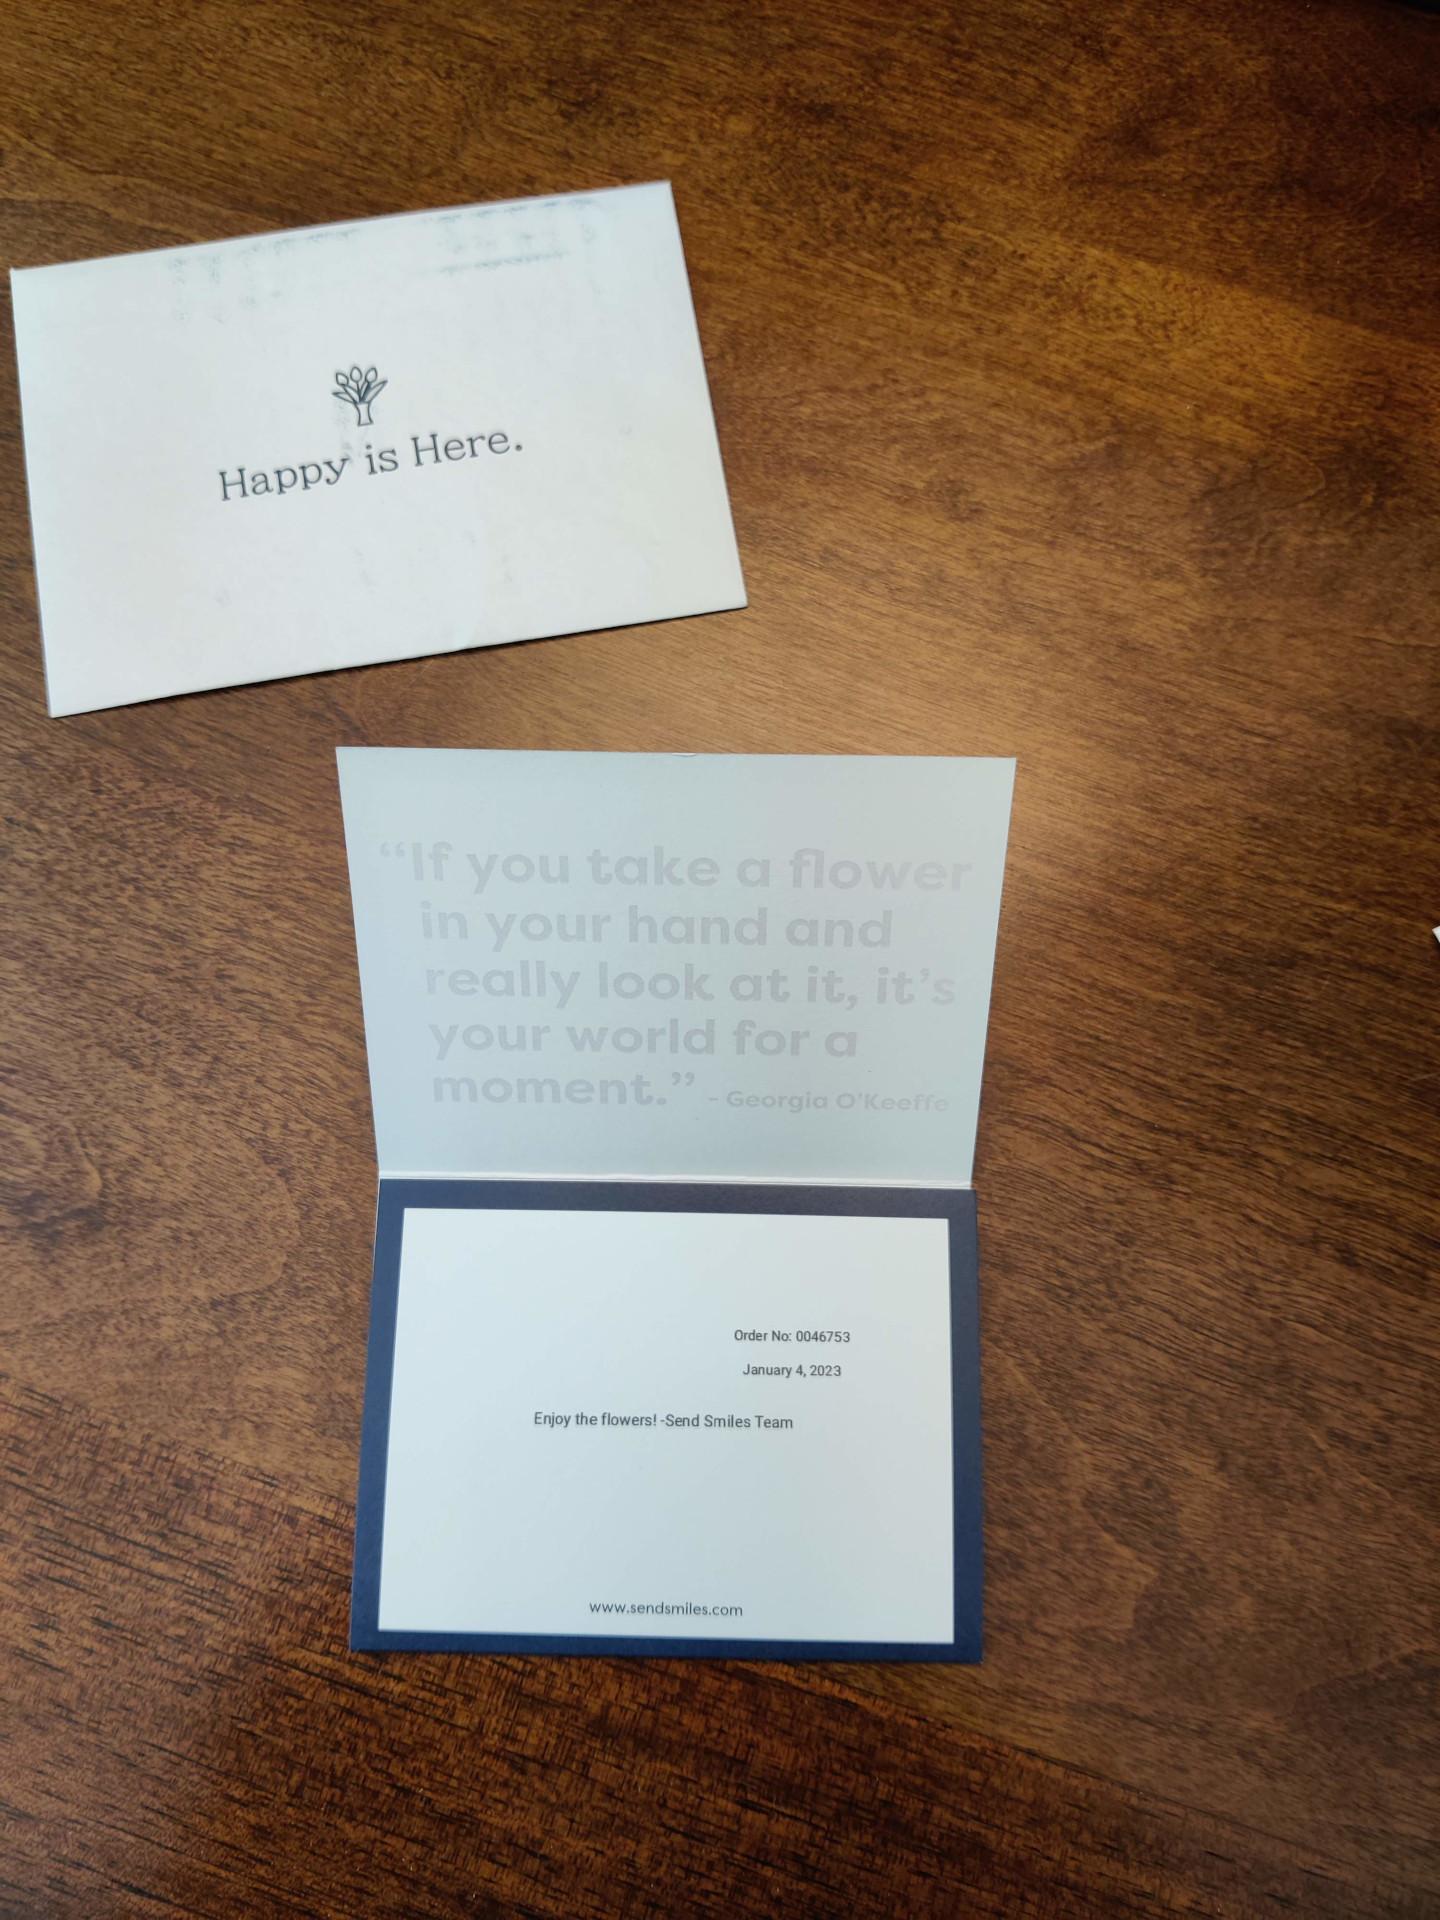 Happy is Here.
“If you take a flower
in your hand and
really look at it, it’s
your world for a
moment.” - Georgia O'Keeffe
Order No: 0046753
January 4, 2023
Enjoy the flowers! -Send Smiles Team
www.sendsmiles.com